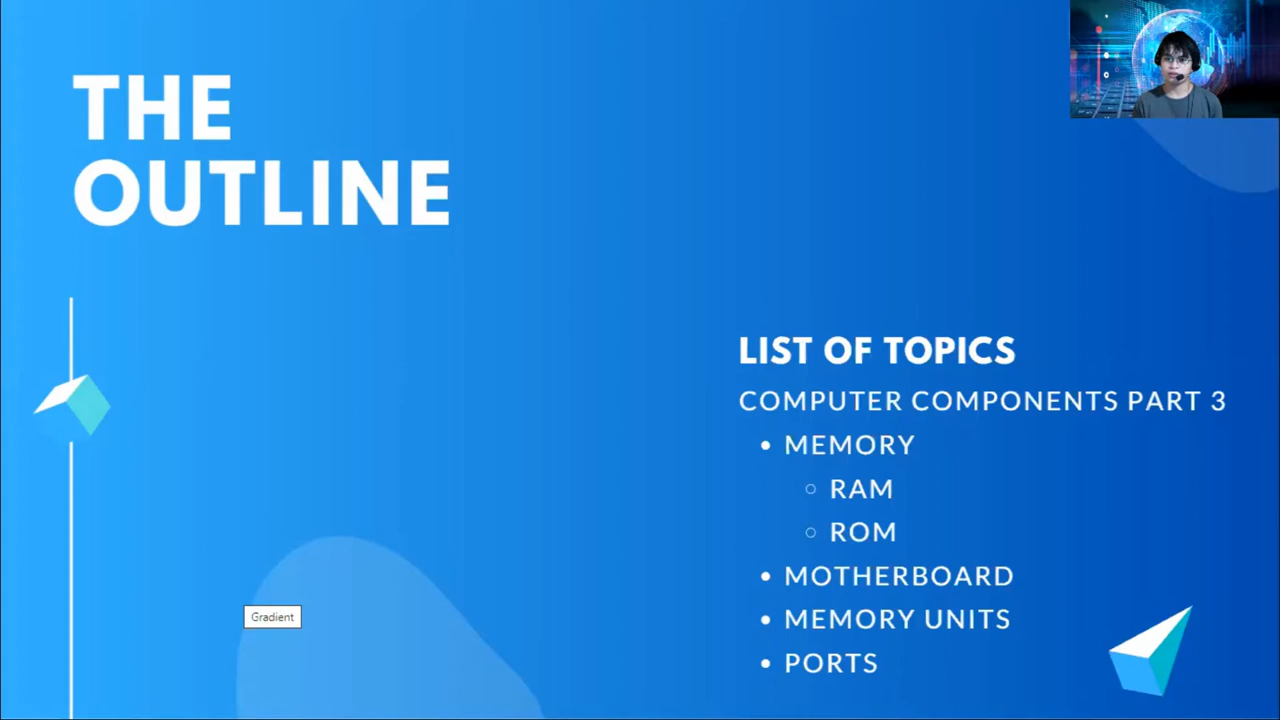 THE
OUTLINE
LIST OF TOPICS
COMPUTER COMPONENTS PART 3
• MEMORY
○ RAM
○ ROM
• MOTHERBOARD
• MEMORY UNITS
• PORTS
Gradient